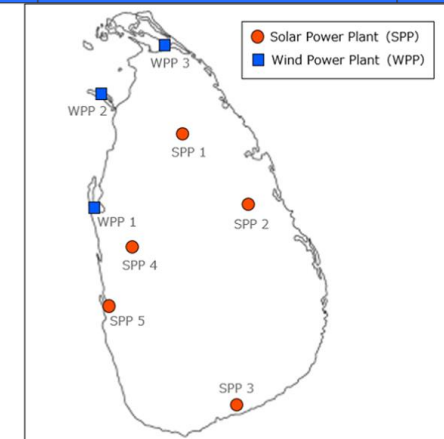 Solar Power Plant (SPP)
Wind Power Plant (WPP)
WPP 3
WPP 2
SPP 1
SPP 2
WPP 1
SPP 4
SPP 5
SPP 3